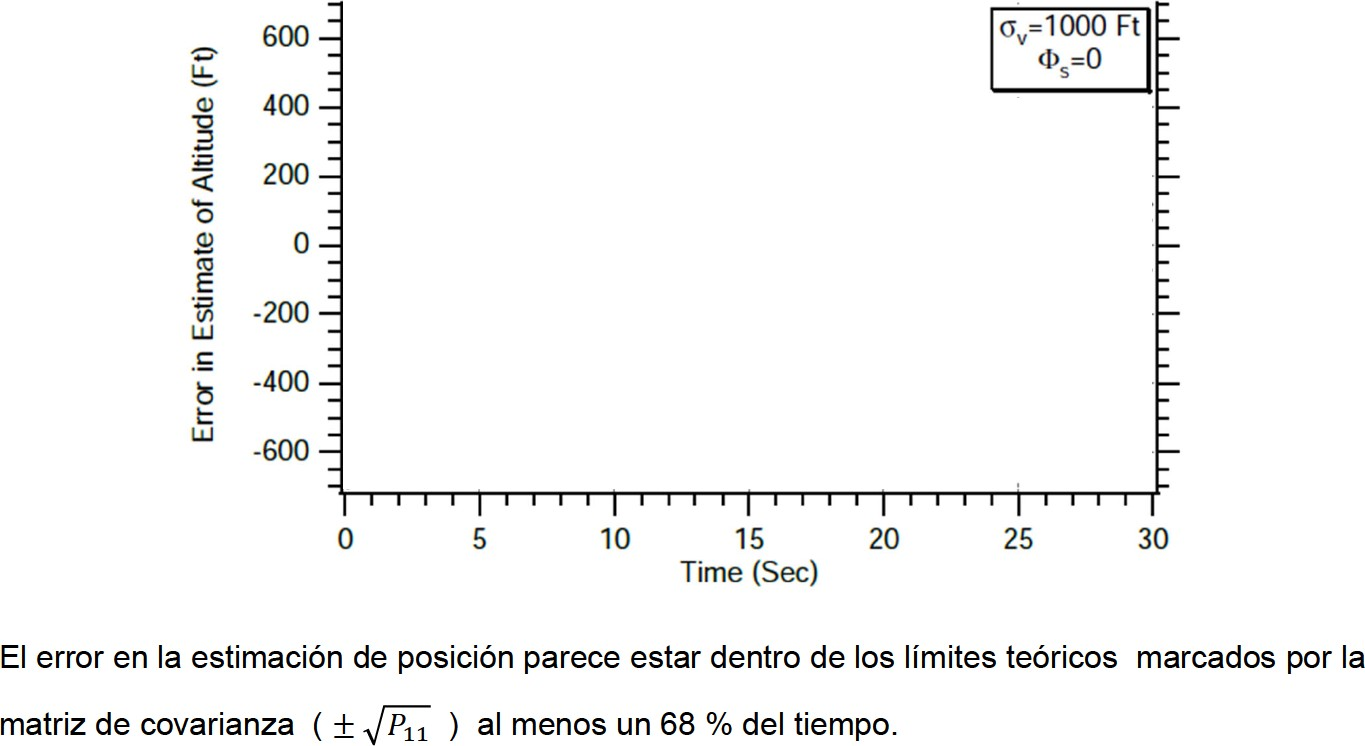 600
400
200
0
-200
-400
-600
Error in Estimate of Altitude (Ft)
σv=1000 Ft
Φs=0
0 5 10 15 20 25 30
Time (Sec)
El error en la estimación de posición parece estar dentro de los límites teóricos marcados por la
matriz de covarianza ( ± √P11 ) al menos un 68 % del tiempo.